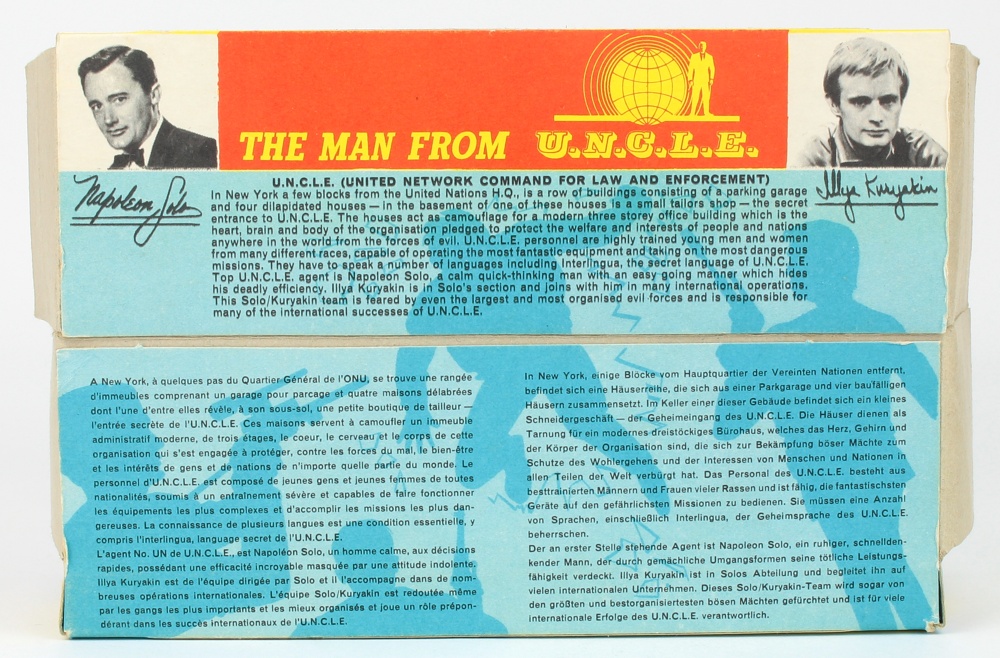 THE MAN FROM U.N.C.L.E.
Napoleon Solo
Illya Kuryakin
U.N.C.L.E. (UNITED NETWORK COMMAND FOR LAW AND ENFORCEMENT)
In New York a few blocks from the United Nations H.Q., is a row of buildings consisting of a parking garage
and four dilapidated houses — in the basement of one of these houses is a small tailors shop — the secret
entrance to U.N.C.L.E. The houses act as camouflage for a modern three storey office building which is the
heart, brain and body of the organisation pledged to protect the welfare and interests of people and nations
anywhere in the world from the forces of evil. U.N.C.L.E. personnel are highly trained young men and women
from many different races, capable of operating the most fantastic equipment and taking on the most dangerous
missions. They have to speak a number of languages including Interlingua, the secret language of U.N.C.L.E.
Top U.N.C.L.E. agent is Napoleon Solo, a calm quick-thinking man with an easy going manner which hides
his deadly efficiency. Illya Kuryakin is in Solo's section and joins with him in many international operations.
This Solo/Kuryakin team is feared by even the largest and most organised evil forces and is responsible for
many of the international successes of U.N.C.L.E.
A New York, à quelques pas du Quartier Général de l'ONU, se trouve une rangée
d'immeubles comprenant un garage pour parcage et quatre maisons délabrées
dont l'une d'entre elles révèle, à son sous-sol, une petite boutique de tailleur —
l'entrée secrète de l'U.N.C.L.E. Ces maisons servent à camoufler un immeuble
administratif moderne, de trois étages, le coeur, le cerveau et le corps de cette
organisation qui s'est engagée à protéger, contre les forces du mal, le bien-être
et les intérêts de gens et de nations de n'importe quelle partie du monde. Le
personnel d'U.N.C.L.E. est composé de jeunes gens et jeunes femmes de toutes
nationalités, soumis à un entraînement sévère et capables de faire fonctionner
les équipements les plus complexes et d'accomplir les missions les plus dan-
gereuses. La connaissance de plusieurs langues est une condition essentielle, y
compris l'interlingua, language secret de l'U.N.C.L.E.
L'agent No. UN de U.N.C.L.E., est Napoléon Solo, un homme calme, aux décisions
rapides, possédant une efficacité incroyable masquée par une attitude indolente.
Illya Kuryakin est de l'équipe dirigée par Solo et il l'accompagne dans de nom-
breuses opérations internationales. L'équipe Solo/Kuryakin est redoutée même
par les gangs les plus importants et les mieux organisés et joue un rôle prépon-
dérant dans les succès internationaux de l'U.N.C.L.E.
In New York, einige Blöcke vom Hauptquartier der Vereinten Nationen entfernt,
befindet sich eine Häuserreihe, die sich aus einer Parkgarage und vier baufälligen
Häusern zusammensetzt. Im Keller einer dieser Gebäude befindet sich ein kleines
Schneidergeschäft — der Geheimeingang des U.N.C.L.E. Die Häuser dienen als
Tarnung für ein modernes dreistöckiges Bürohaus, welches das Herz, Gehirn und
der Körper der Organisation sind, die sich zur Bekämpfung böser Mächte zum
Schutze des Wohlergehens und der Interessen von Menschen und Nationen in
allen Teilen der Welt verbürgt hat. Das Personal des U.N.C.L.E. besteht aus
besttrainierten Männern und Frauen vieler Rassen und ist fähig, die fantastischsten
Geräte auf den gefährlichsten Missionen zu bedienen. Sie müssen eine Anzahl
von Sprachen, einschließlich Interlingua, der Geheimsprache des U.N.C.L.E.
beherrschen.
Der an erster Stelle stehende Agent ist Napoleon Solo, ein ruhiger, schnelldenk-
kender Mann, der durch gemächliche Umgangsformen seine tötliche Leistungs-
fähigkeit verdeckt. Illya Kuryakin ist in Solos Abteilung und begleitet ihn auf
vielen internationalen Unternehmen. Dieses Solo/Kuryakin-Team wird sogar von
den größten und bestorganisiertesten bösen Mächten gefürchtet und ist für viele
internationale Erfolge des U.N.C.L.E. verantwortlich.